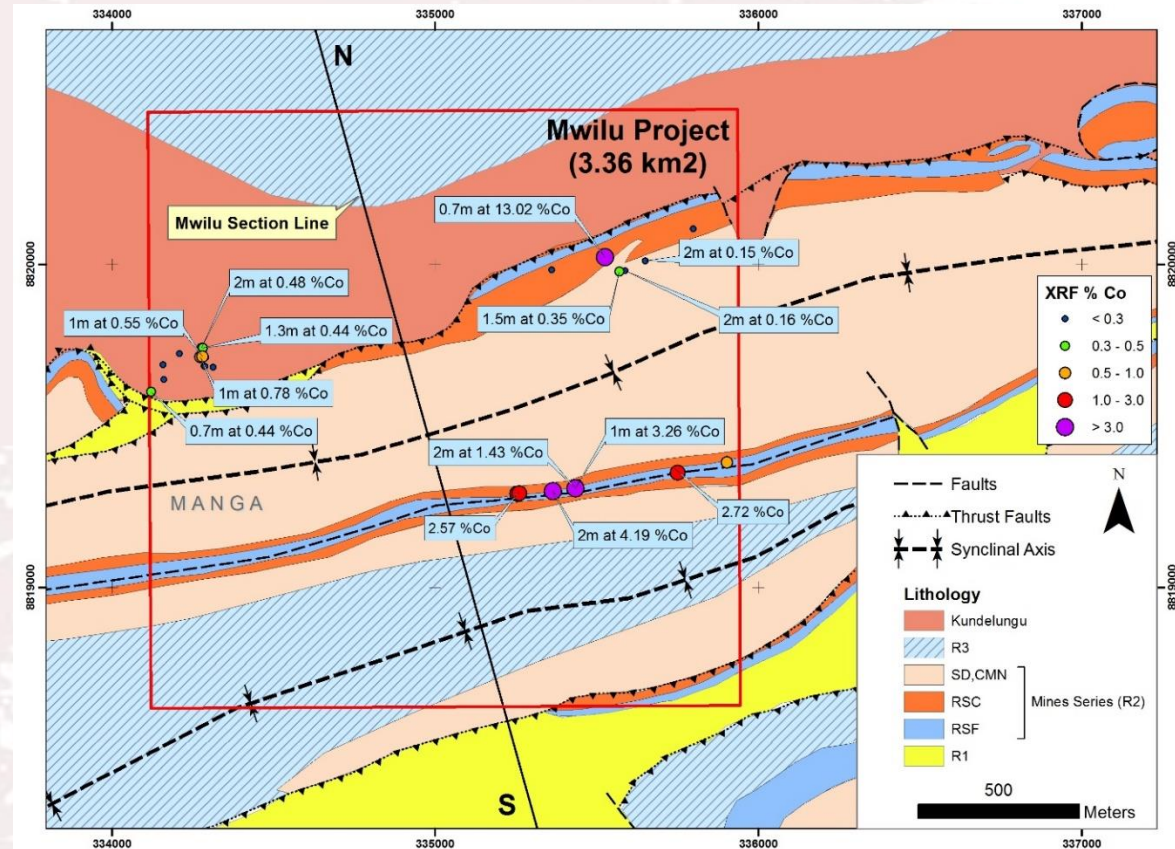 334000
335000
336000
337000
N
Mwilu Project
(3.36 km2)
0.7m at 13.02 %Co
Mwilu Section Line
8820000
8820000
2m at 0.15 %Co
2m at 0.48 %Co
XRF % Co
< 0.3
0.3 - 0.5
0.5 - 1.0
1.0 - 3.0
> 3.0
1m at 0.55 %Co
1.3m at 0.44 %Co
1.5m at 0.35 %Co
2m at 0.16 %Co
1m at 0.78 %Co
0.7m at 0.44 %Co
1m at 3.26 %Co
2m at 1.43 %Co
MANGA
2.57 %Co
2m at 4.19 %Co
2.72 %Co
8819000
8819000
N
Faults
Thrust Faults
Synclinal Axis
Lithology
Kundelungu
R3
SD,CMN
RSC
Mines Series (R2)
RSF
R1
500
Meters
S
334000
335000
336000
337000